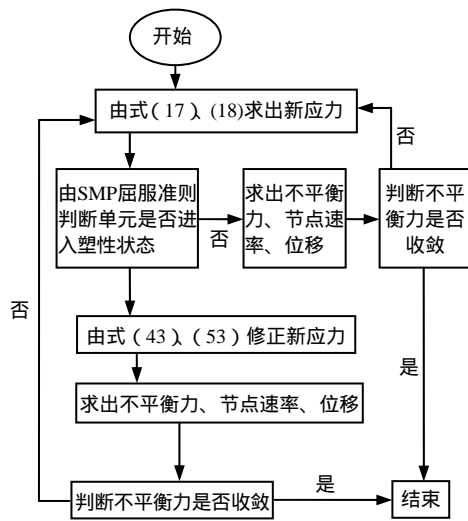 开始
由式(17)、(18)求出新应力
否
由SMP屈服准则
判断单元是否进
入塑性状态
否
求出不平衡
力、节点速
率、位移
判断不平
衡力是否
收敛
否
由式(43)、(53)修正新应力
是
求出不平衡力、节点速率、位移
判断不平衡力是否收敛
是
结束